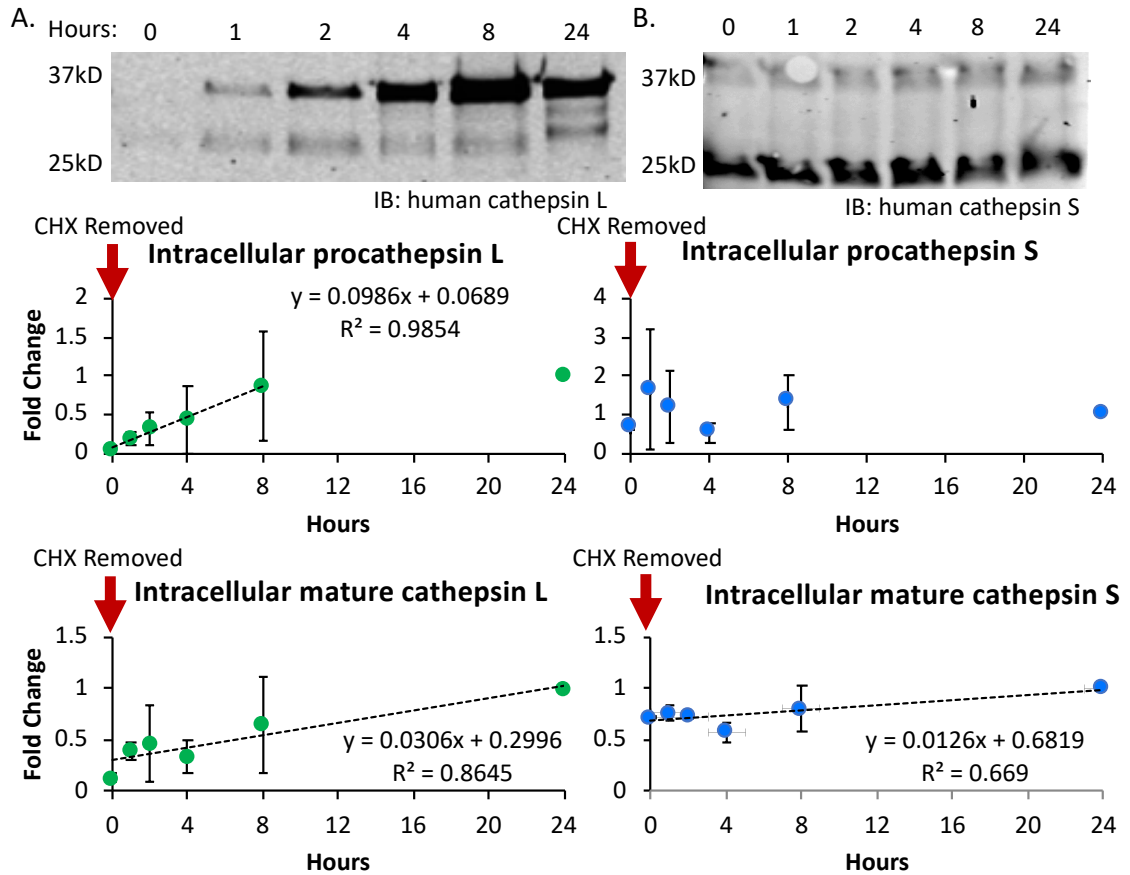 A.
Hours: 0 1 2 4 8 24
37kD
25kD
IB: human cathepsin L
B.
0 1 2 4 8 24
37kD
25kD
IB: human cathepsin S
CHX Removed
Intracellular procathepsin L
y = 0.0986x + 0.0689
R² = 0.9854
Fold Change
2
1.5
1
0.5
0
0 4 8 12 16 20 24
Hours
CHX Removed
Intracellular procathepsin S
4
3
2
1
0
0 4 8 12 16 20 24
Hours
CHX Removed
Intracellular mature cathepsin L
Fold Change
1.5
1
0.5
0
y = 0.0306x + 0.2996
R² = 0.8645
0 4 8 12 16 20 24
Hours
CHX Removed
Intracellular mature cathepsin S
1.5
1
0.5
0
y = 0.0126x + 0.6819
R² = 0.669
0 4 8 12 16 20 24
Hours